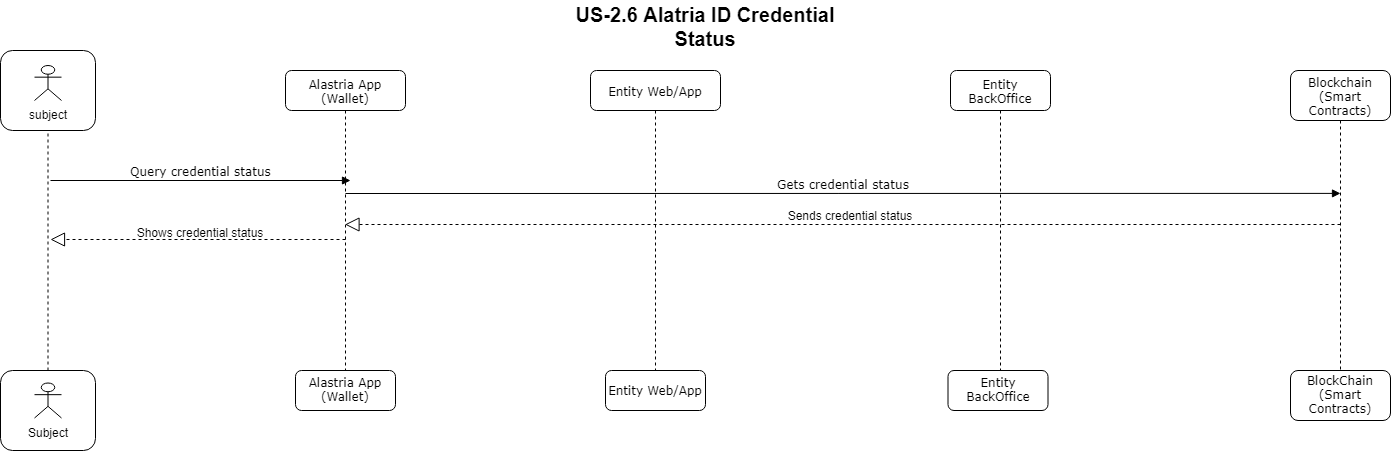 US-2.6 Alatria ID Credential
Status
subject
Alastria App
(Wallet)
Entity Web/App
Entity
BackOffice
Blockchain
(Smart
Contracts)
Query credential status
Gets credential status
Sends credential status
Shows credential status
Subject
Alastria App
(Wallet)
Entity Web/App
Entity
BackOffice
BlockChain
(Smart
Contracts)